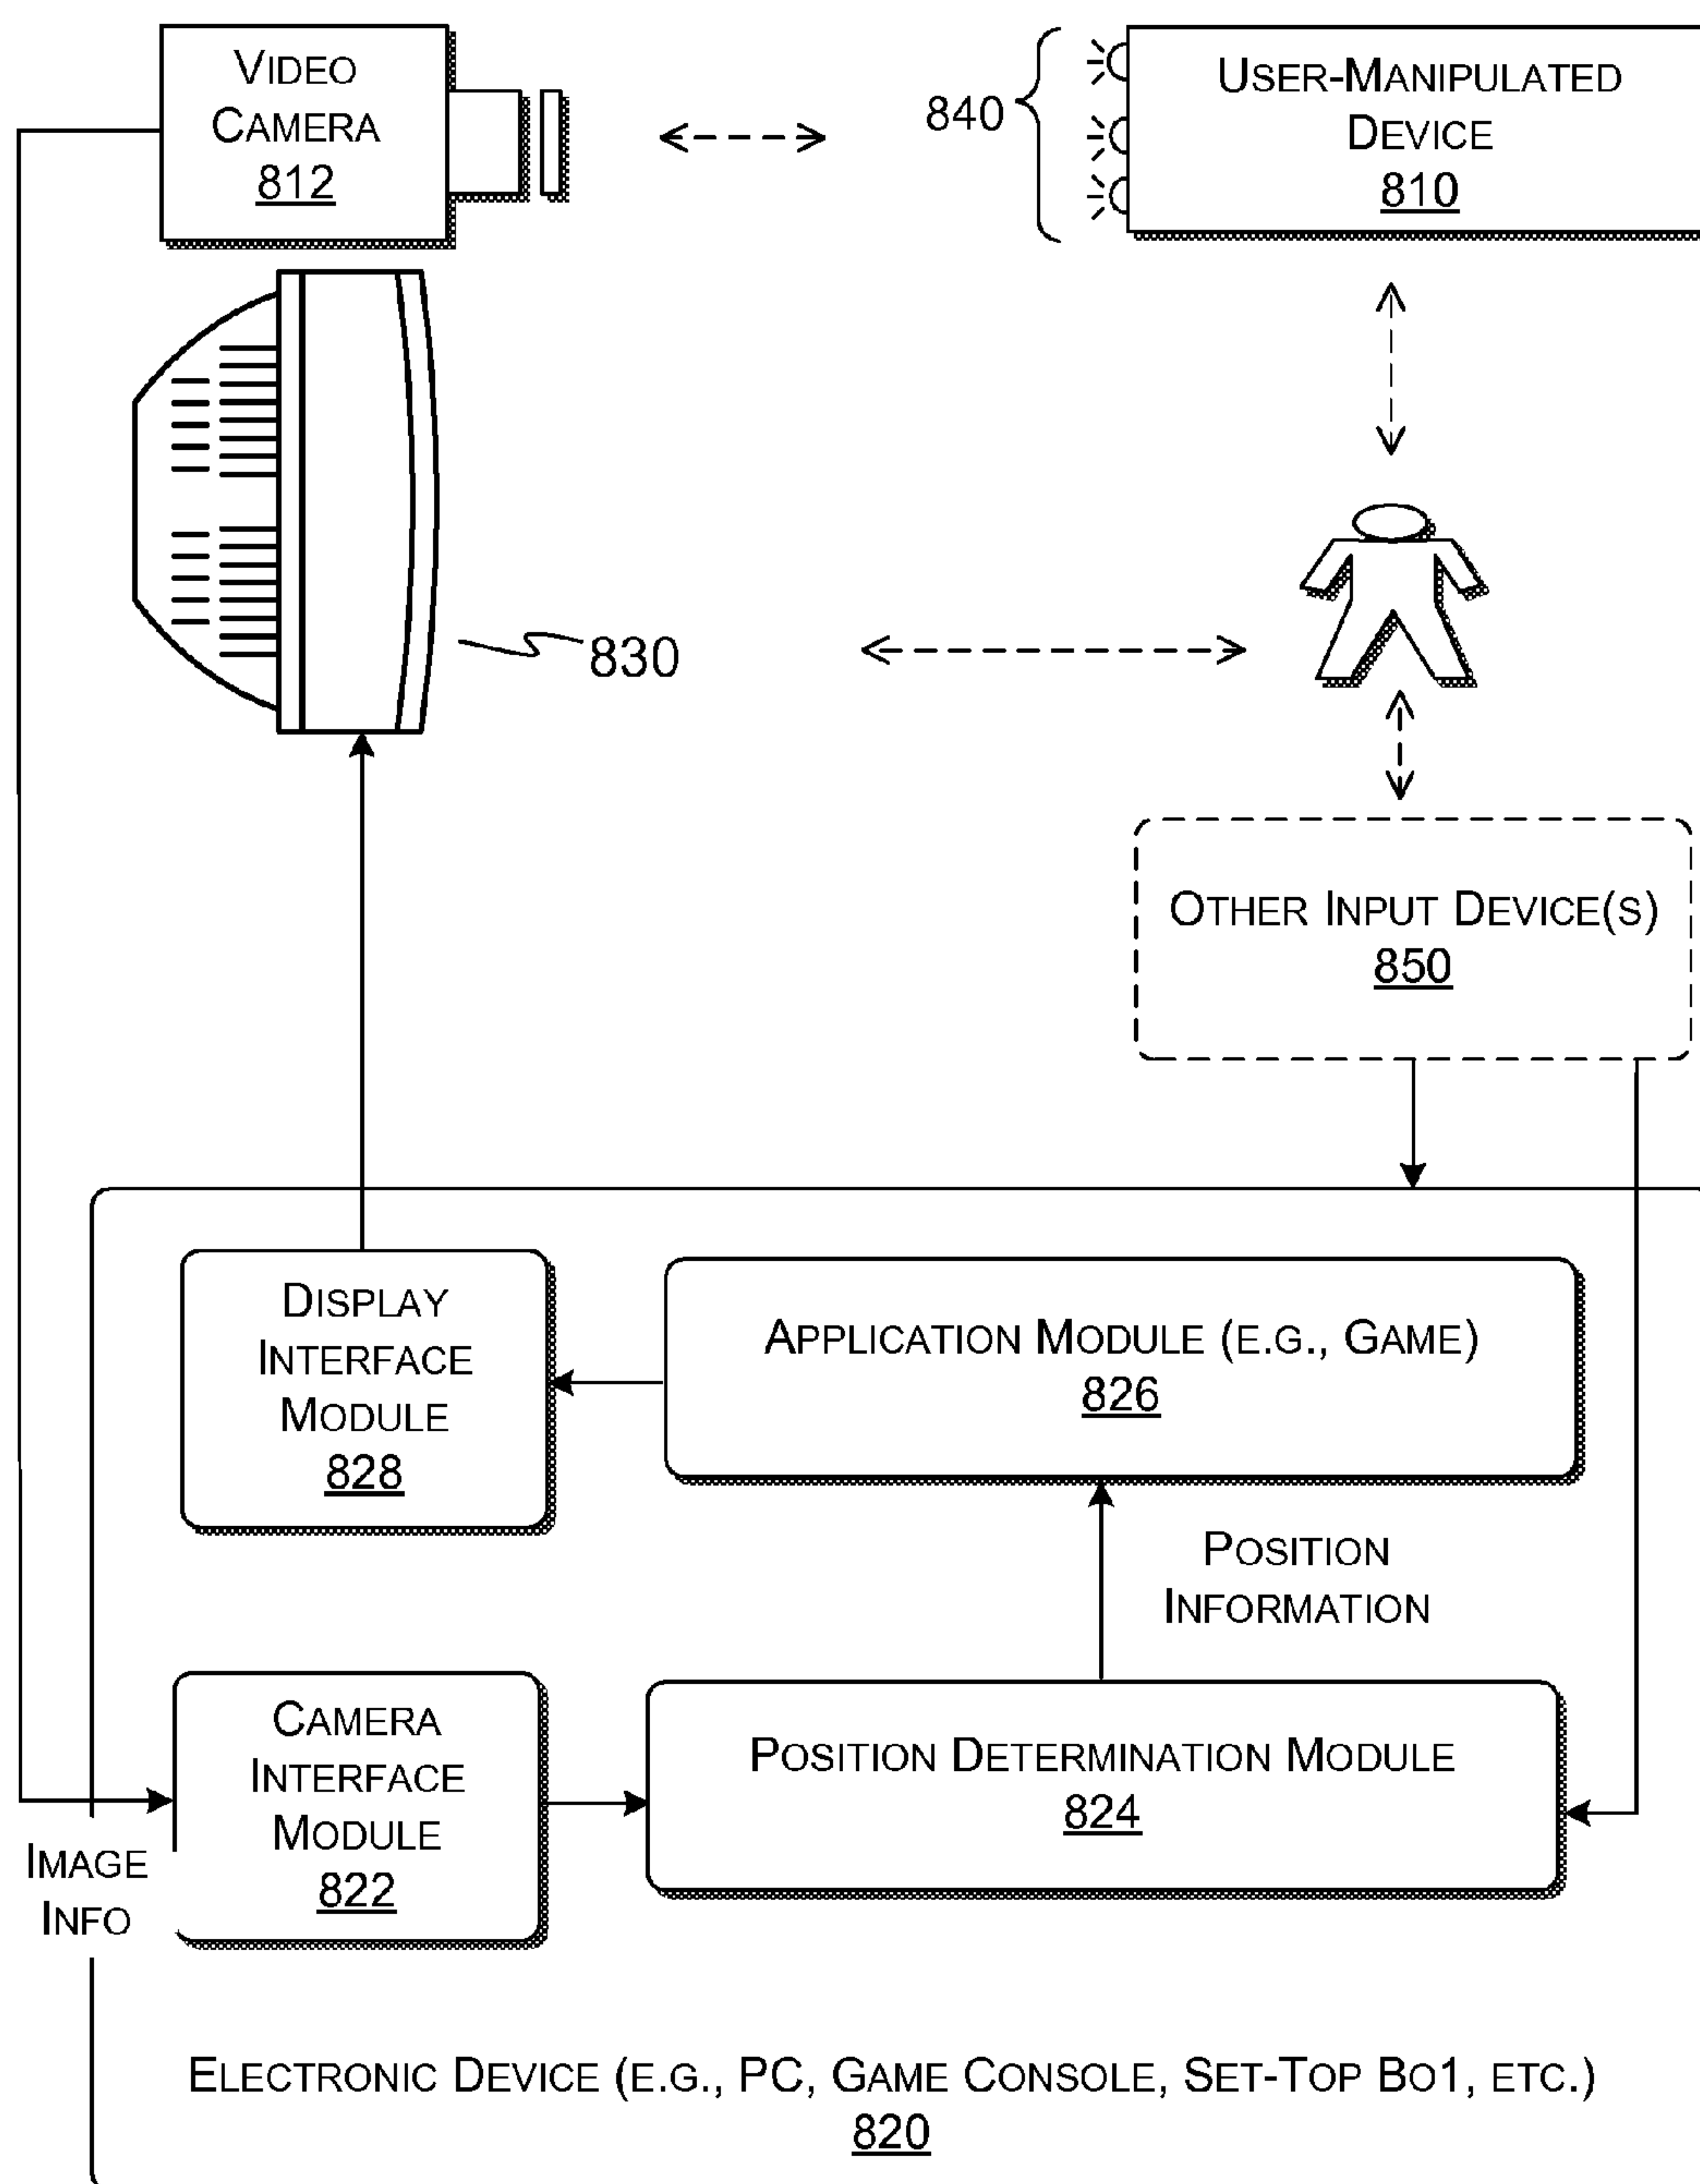 VIDEO
CAMERA
812
840
USER-MANIPULATED
DEVICE
810
830
OTHER INPUT DEVICE(S)
850
DISPLAY
INTERFACE
MODULE
828
APPLICATION MODULE (E.G., GAME)
826
POSITION
INFORMATION
CAMERA
INTERFACE
MODULE
822
POSITION DETERMINATION MODULE
824
IMAGE
INFO
ELECTRONIC DEVICE (E.G., PC, GAME CONSOLE, SET-TOP BO1, ETC.)
820